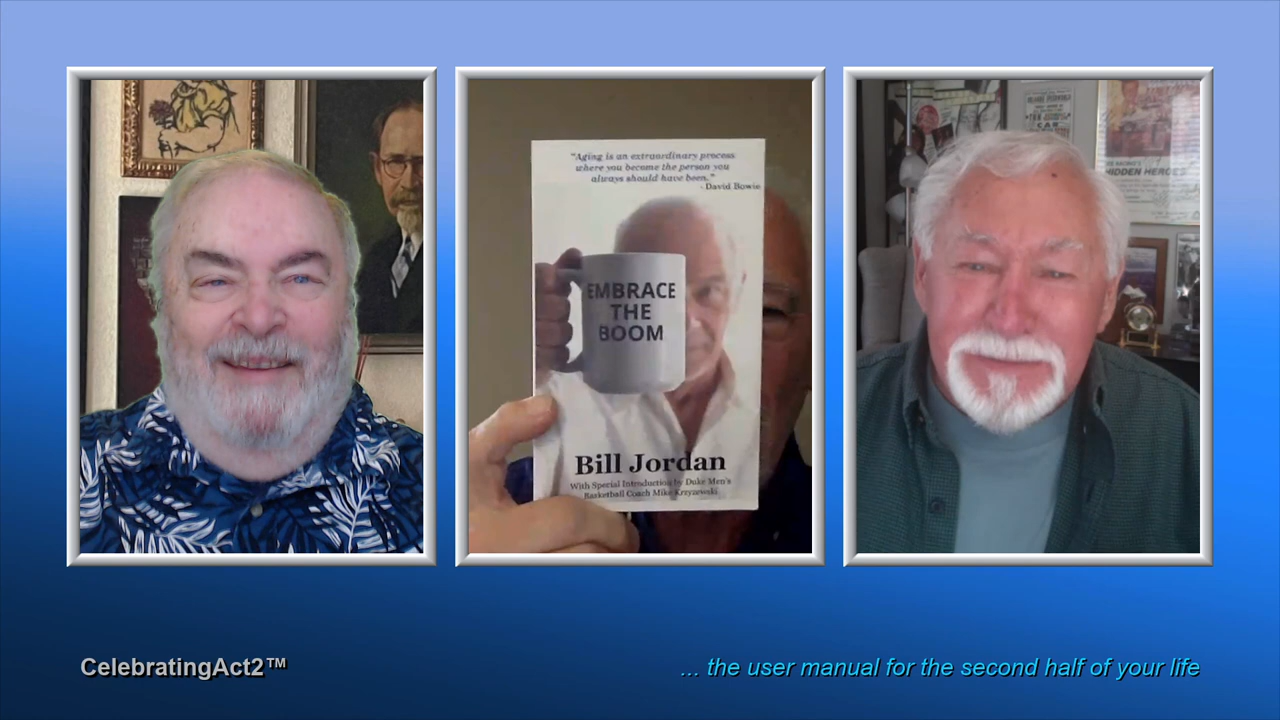 "Aging is an extraordinary process
where you become the person you
always should have been."
- David Bowie
EMBRACE
THE
BOOM
Bill Jordan
With Special Introduction by Duke Men's
Basketball Coach Mike Krzyzewski
HIDDEN HEROES
CelebratingAct2™
... the user manual for the second half of your life